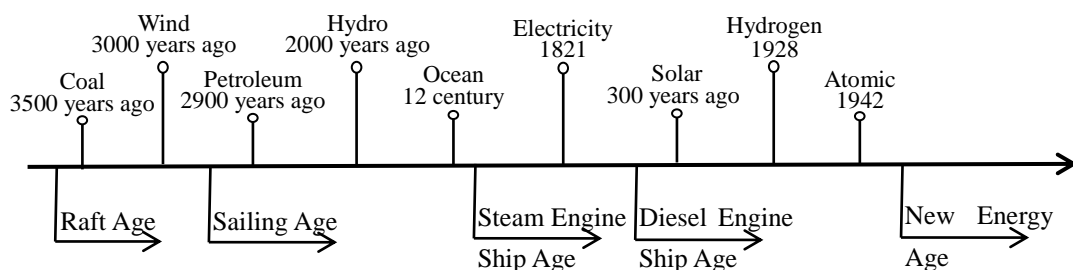 Wind
3000 years ago
Hydro
2000 years ago
Electricity
1821
Hydrogen
1928
Coal
3500 years ago
Petroleum
2900 years ago
Ocean
12 century
Solar
300 years ago
Atomic
1942
Raft Age
Sailing Age
Steam Engine
Ship Age
Diesel Engine
Ship Age
New Energy
Age